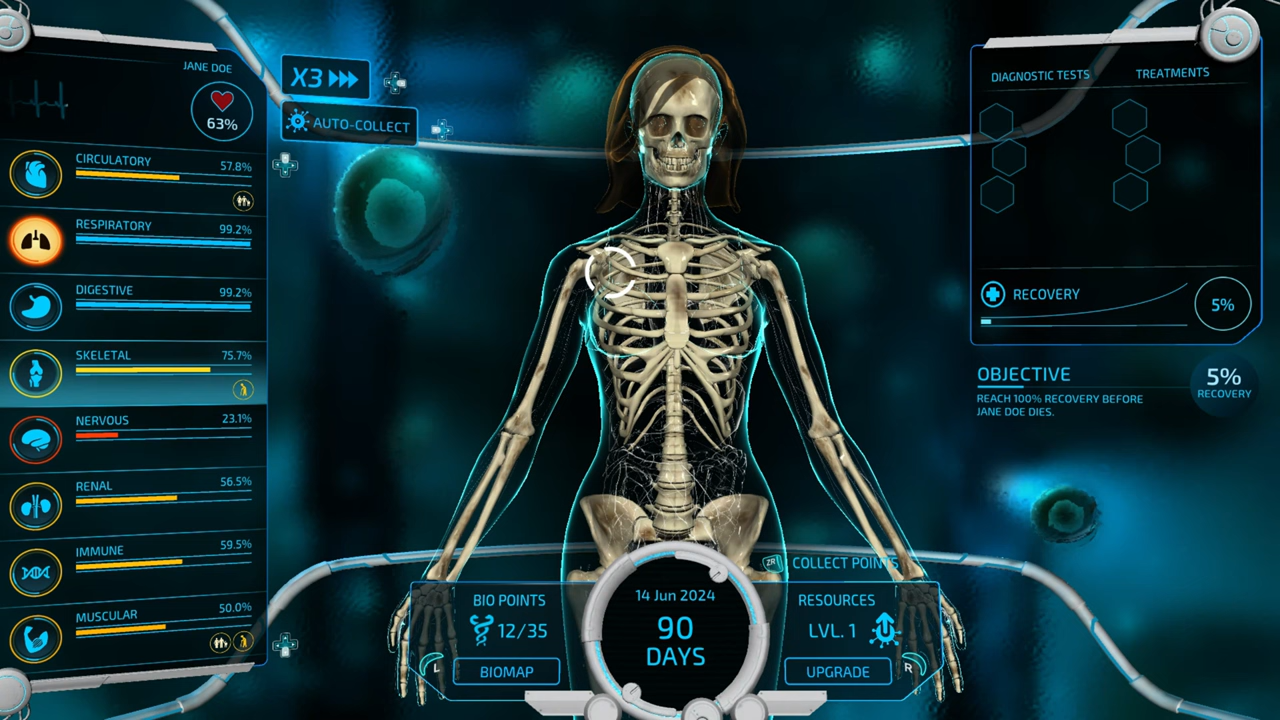 JANE DOE
63%
CIRCULATORY 57.8%
RESPIRATORY 99.2%
DIGESTIVE 99.2%
SKELETAL 75.7%
NERVOUS 23.1%
RENAL 56.5%
IMMUNE 59.5%
MUSCULAR 50.0%
X3
AUTO-COLLECT
DIAGNOSTIC TESTS TREATMENTS
RECOVERY 5%
OBJECTIVE
REACH 100% RECOVERY BEFORE
JANE DOE DIES.
5%
RECOVERY
ZR COLLECT POINTS
BIO POINTS
12/35
L
BIOMAP
14 Jun 2024
90
DAYS
RESOURCES
LVL. 1
R
UPGRADE